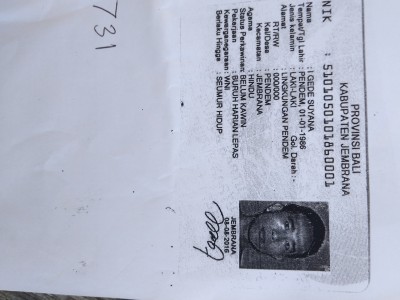 731
PROVINSI BALI
KABUPATEN JEMBRANA
NIK : 5101050101860001
Nama : I GEDE SUYANA
Tempat/Tgl Lahir : PENDEM, 01-01-1986
Jenis kelamin : LAKI-LAKI Gol. Darah : -
Alamat : LINGKUNGAN PENDEM
RT/RW : 000/000
Kel/Desa : PENDEM
Kecamatan : JEMBRANA
Agama : HINDU
Status Perkawinan: BELUM KAWIN
Pekerjaan : BURUH HARIAN LEPAS
Kewarganegaraan: WNI
Berlaku Hingga : SEUMUR HIDUP
JEMBRANA
08-08-2016